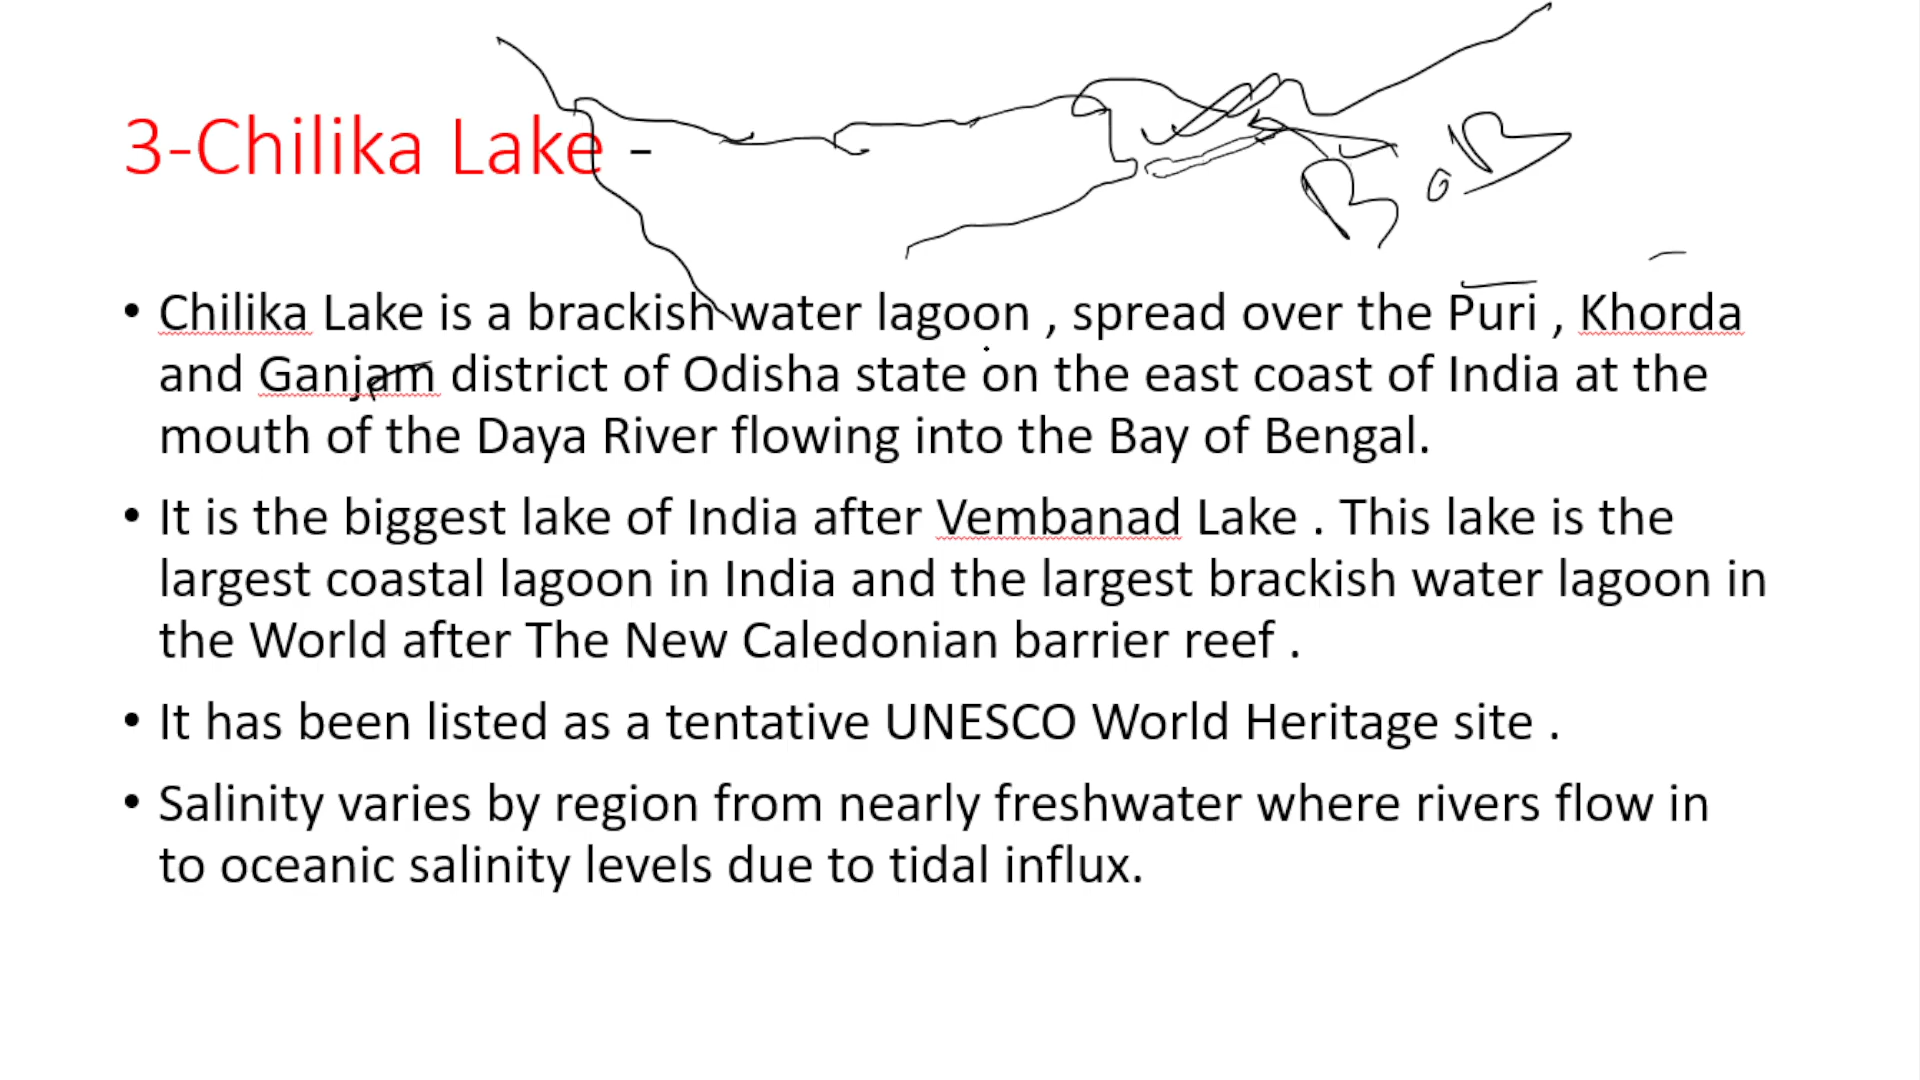 3-Chilika Lake -
B.o.B
• Chilika Lake is a brackish water lagoon , spread over the Puri , Khorda
and Ganjam district of Odisha state on the east coast of India at the
mouth of the Daya River flowing into the Bay of Bengal.
• It is the biggest lake of India after Vembanad Lake . This lake is the
largest coastal lagoon in India and the largest brackish water lagoon in
the World after The New Caledonian barrier reef .
• It has been listed as a tentative UNESCO World Heritage site .
• Salinity varies by region from nearly freshwater where rivers flow in
to oceanic salinity levels due to tidal influx.